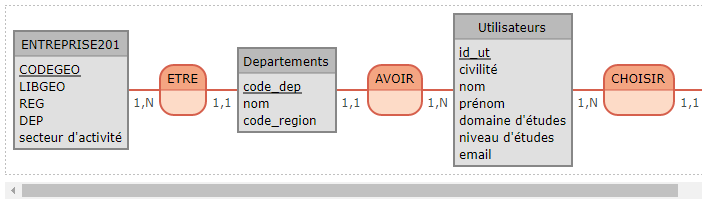 ENTREPRISE201
CODEGEO
LIBGEO
REG
DEP
secteur d'activité
1,N
ETRE
1,1
Departements
code_dep
nom
code_region
1,1
AVOIR
1,N
Utilisateurs
id_ut
civilité
nom
prénom
domaine d'études
niveau d'études
email
1,N
CHOISIR
1,1